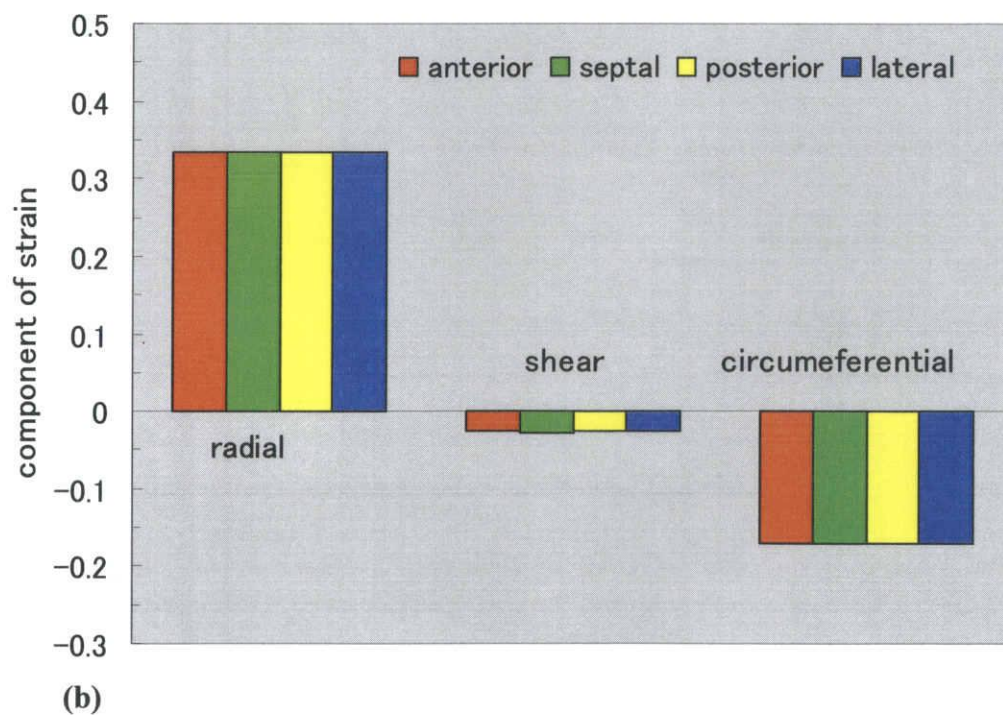 0.5
anterior septal posterior lateral
0.4
0.3
0.2
0.1
component of strain
shear circumeferential
0
radial
-0.1
-0.2
-0.3
(b)